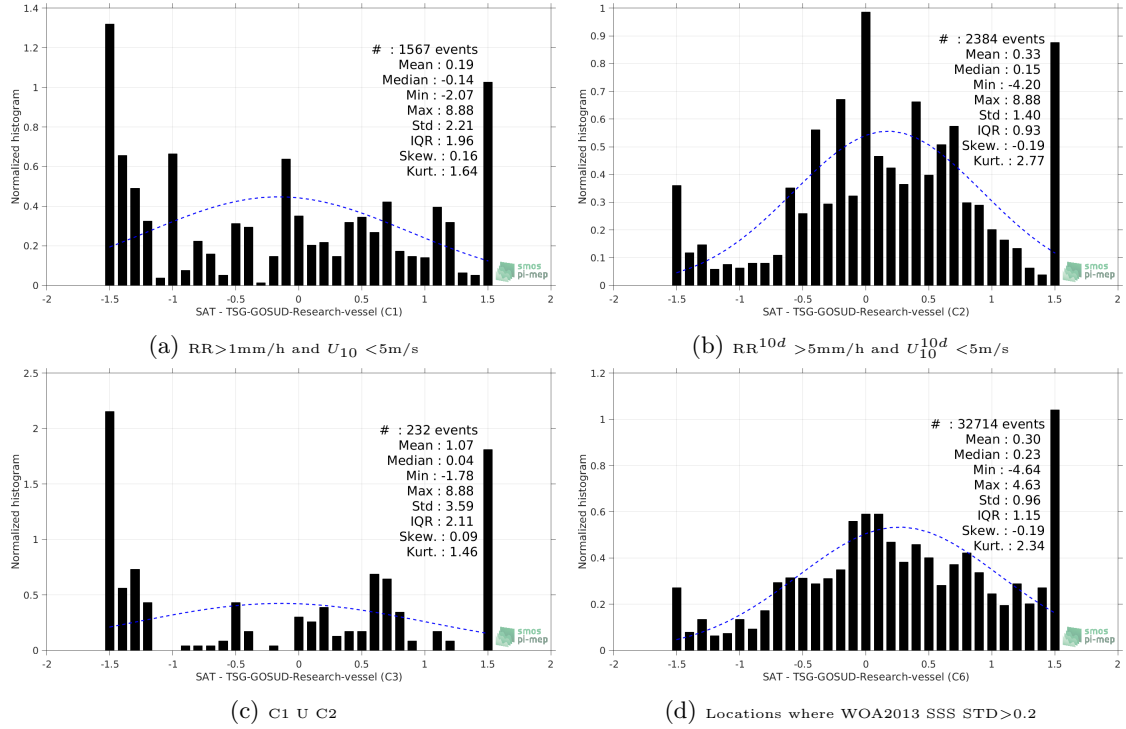 1.4
1.2
1
0.8
0.6
0.4
0.2
0
Normalized histogram
# : 1567 events
Mean : 0.19
Median : -0.14
Min : -2.07
Max : 8.88
Std : 2.21
IQR : 1.96
Skew. : 0.16
Kurt. : 1.64
smos
pi-mep
-2 -1.5 -1 -0.5 0 0.5 1 1.5 2
SAT - TSG-GOSUD-Research-vessel (C1)
(a) RR>1mm/h and U10 <5m/s
1
0.9
0.8
0.7
0.6
0.5
0.4
0.3
0.2
0.1
0
Normalized histogram
# : 2384 events
Mean : 0.33
Median : 0.15
Min : -4.20
Max : 8.88
Std : 1.40
IQR : 0.93
Skew. : -0.19
Kurt. : 2.77
smos
pi-mep
-2 -1.5 -1 -0.5 0 0.5 1 1.5 2
SAT - TSG-GOSUD-Research-vessel (C2)
(b) RR10d >5mm/h and U10d10 <5m/s
2.5
2
1.5
1
0.5
0
Normalized histogram
# : 232 events
Mean : 1.07
Median : 0.04
Min : -1.78
Max : 8.88
Std : 3.59
IQR : 2.11
Skew. : 0.09
Kurt. : 1.46
smos
pi-mep
-2 -1.5 -1 -0.5 0 0.5 1 1.5 2
SAT - TSG-GOSUD-Research-vessel (C3)
(c) C1 U C2
1.2
1
0.8
0.6
0.4
0.2
0
Normalized histogram
# : 32714 events
Mean : 0.30
Median : 0.23
Min : -4.64
Max : 4.63
Std : 0.96
IQR : 1.15
Skew. : -0.19
Kurt. : 2.34
smos
pi-mep
-2 -1.5 -1 -0.5 0 0.5 1 1.5 2
SAT - TSG-GOSUD-Research-vessel (C6)
(d) Locations where WOA2013 SSS STD>0.2